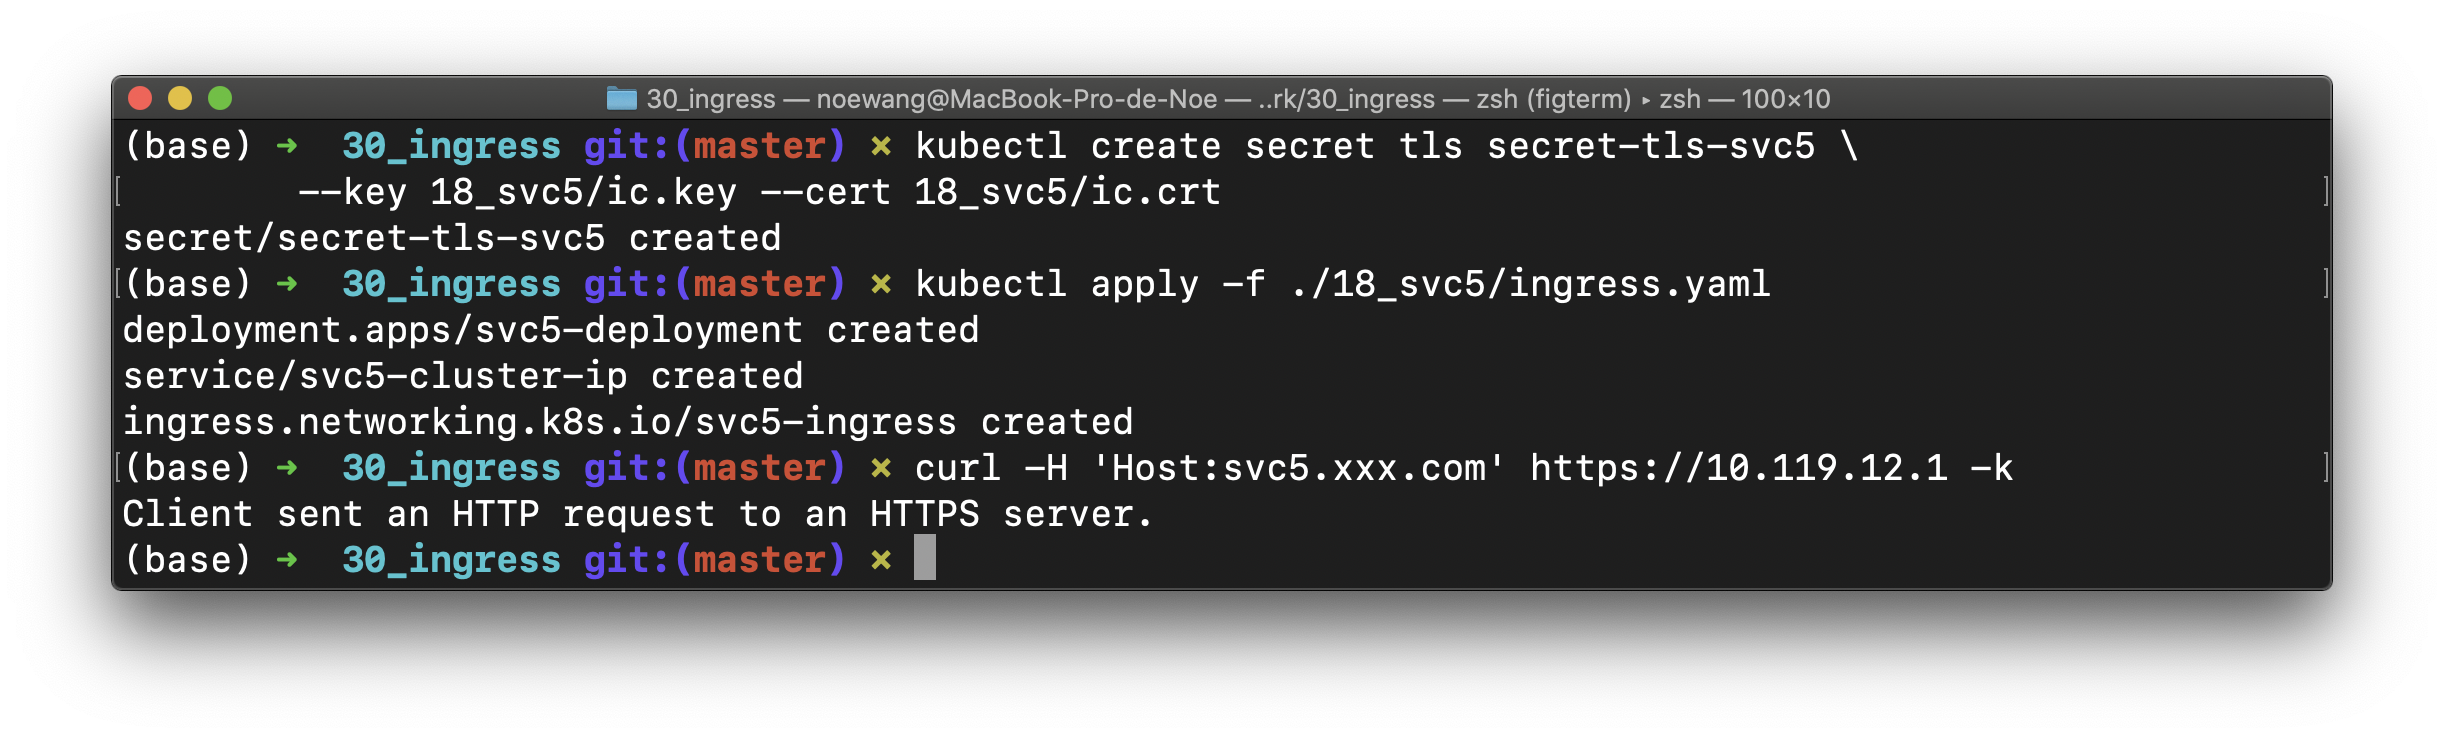 30_ingress — noewang@MacBook-Pro-de-Noe — ..rk/30_ingress — zsh (figterm) ▸ zsh — 100×10
(base) ➜  30_ingress git:(master) ✗ kubectl create secret tls secret-tls-svc5 \
        --key 18_svc5/ic.key --cert 18_svc5/ic.crt
secret/secret-tls-svc5 created
(base) ➜  30_ingress git:(master) ✗ kubectl apply -f ./18_svc5/ingress.yaml
deployment.apps/svc5-deployment created
service/svc5-cluster-ip created
ingress.networking.k8s.io/svc5-ingress created
(base) ➜  30_ingress git:(master) ✗ curl -H 'Host:svc5.xxx.com' https://10.119.12.1 -k
Client sent an HTTP request to an HTTPS server.
(base) ➜  30_ingress git:(master) ✗